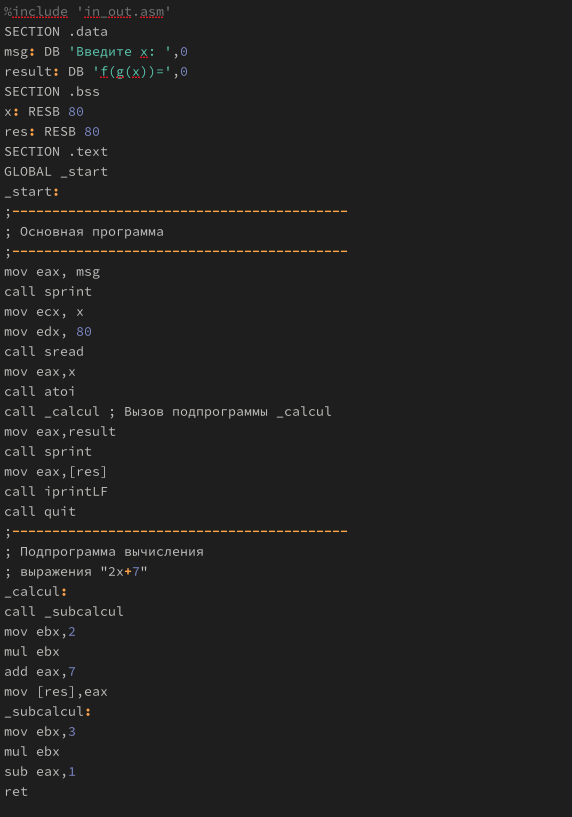 %include 'in_out.asm'
SECTION .data
msg: DB 'Введите x: ',0
result: DB 'f(g(x))=',0
SECTION .bss
x: RESB 80
res: RESB 80
SECTION .text
GLOBAL _start
_start:
;------------------------------------------
; Основная программа
;------------------------------------------
mov eax, msg
call sprint
mov ecx, x
mov edx, 80
call sread
mov eax,x
call atoi
call _calcul ; Вызов подпрограммы _calcul
mov eax,result
call sprint
mov eax,[res]
call iprintLF
call quit
;------------------------------------------
; Подпрограмма вычисления
; выражения "2x+7"
_calcul:
call _subcalcul
mov ebx,2
mul ebx
add eax,7
mov [res],eax
_subcalcul:
mov ebx,3
mul ebx
sub eax,1
ret